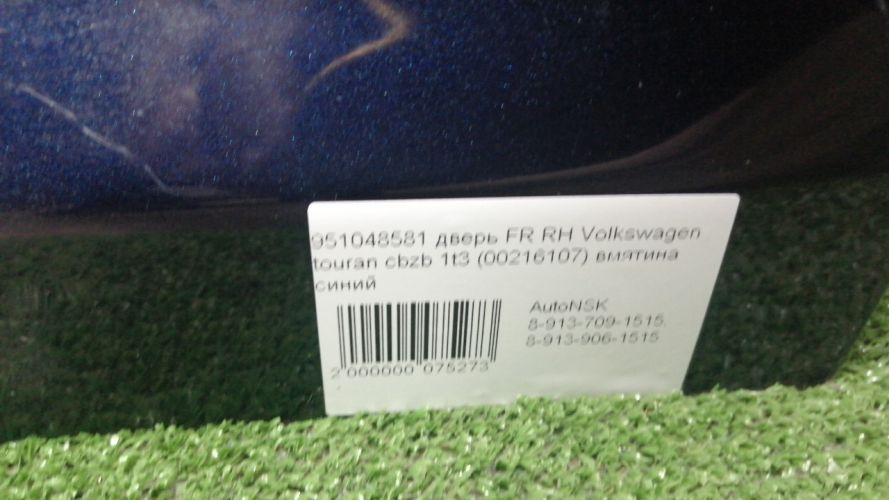 951048581 дверь FR RH Volkswagen
touran cbzb 1t3 (00216107) вмятина
синий
AutoNSK
8-913-709-1515,
8-913-906-1515
2 000000 075273